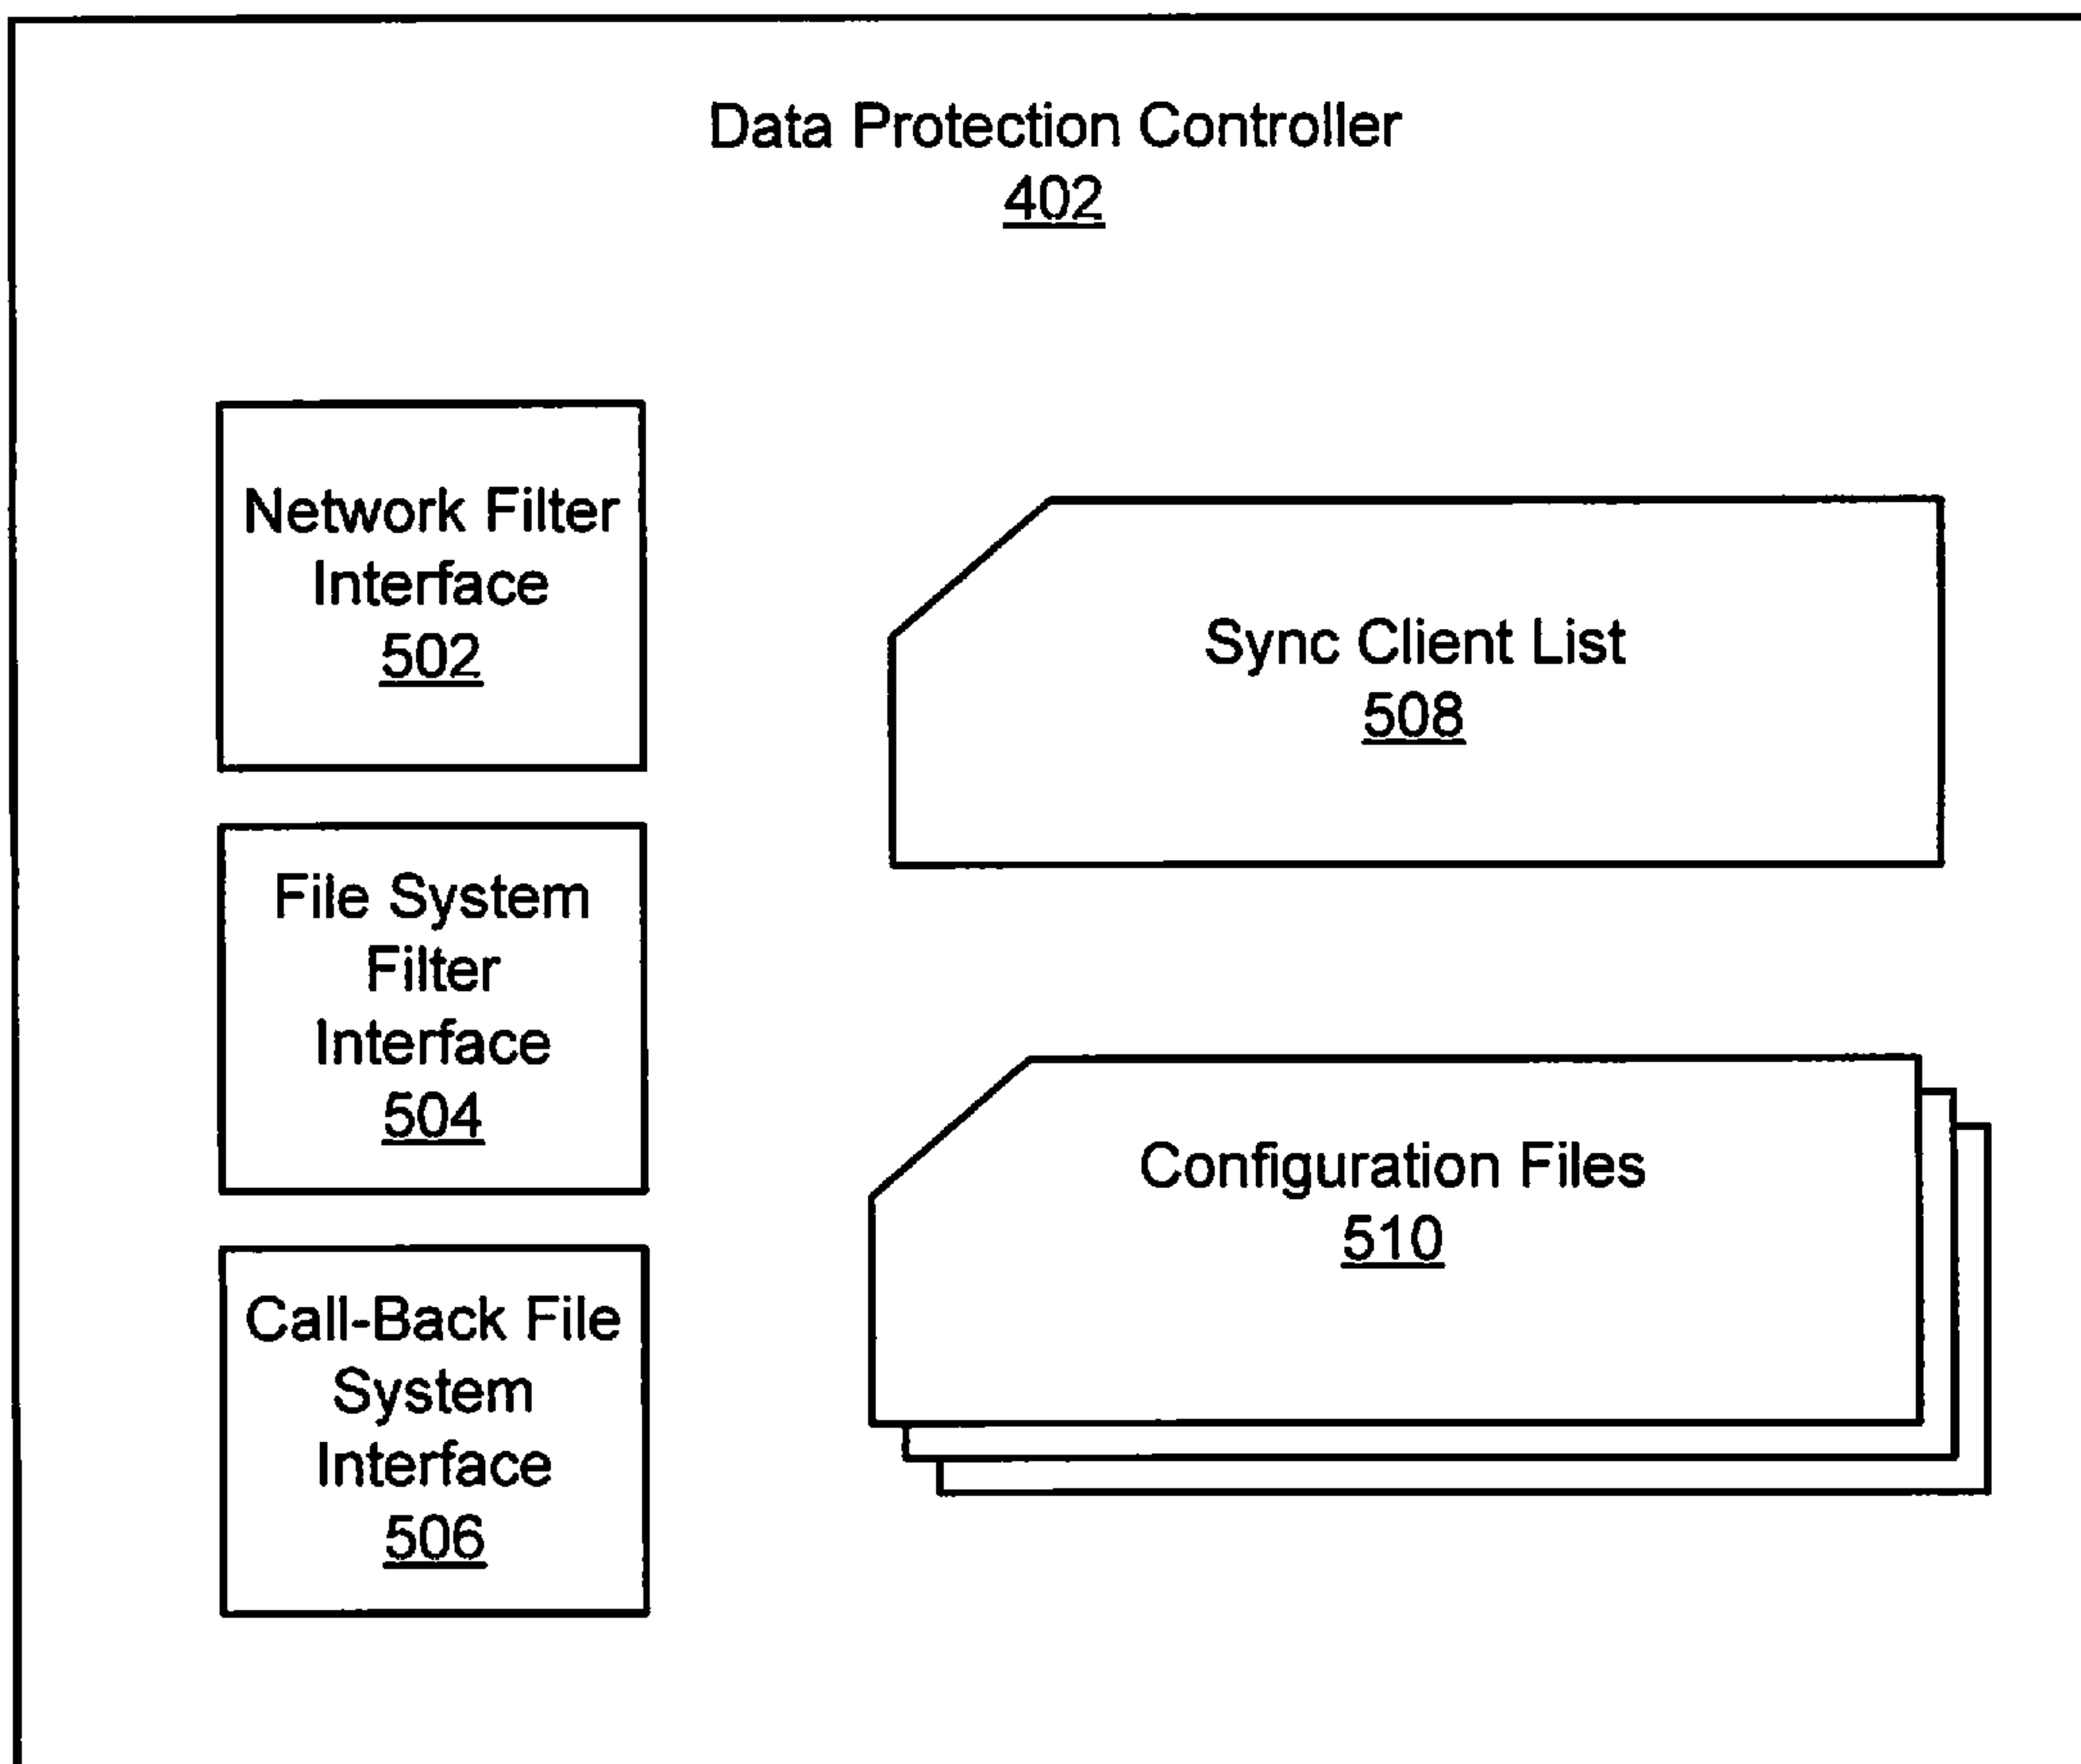 Data Protection Controller
402
Network Filter
Interface
502
File System
Filter
Interface
504
Call-Back File
System
Interface
506
Sync Client List
508
Configuration Files
510